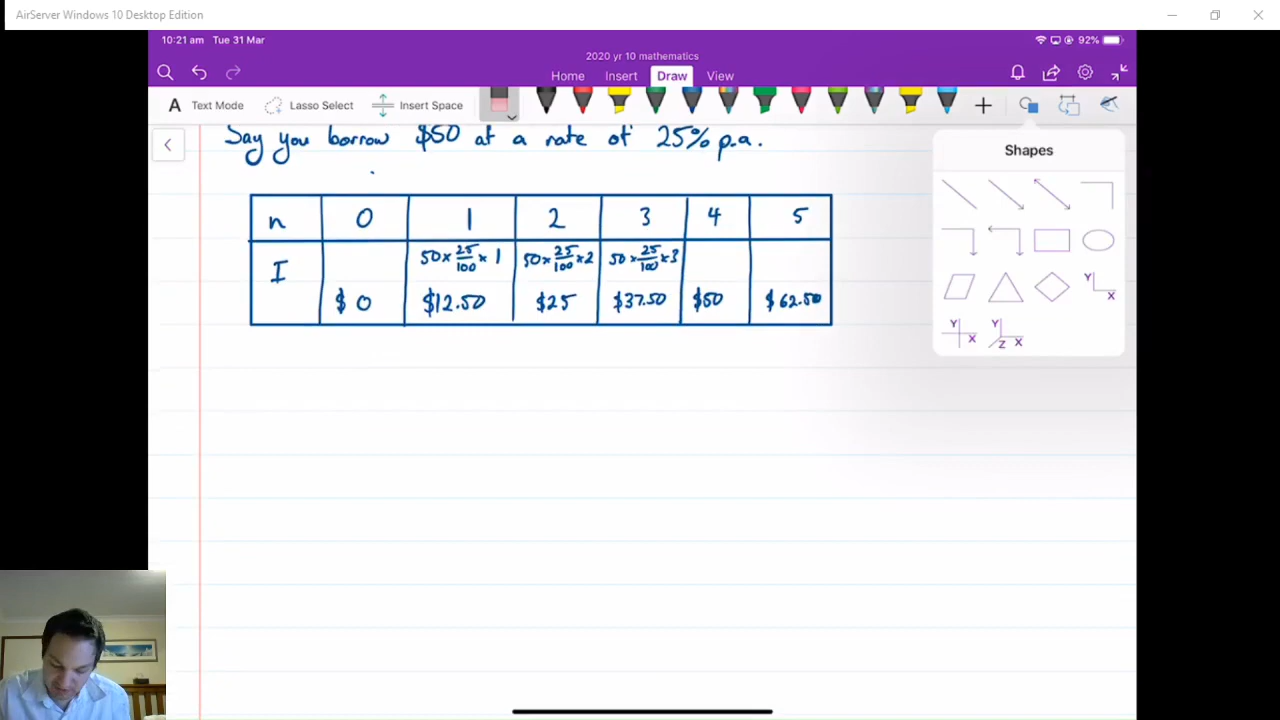 AirServer Windows 10 Desktop Edition
10:21 am Tue 31 Mar
92%
2020 yr 10 mathematics
Home Insert Draw View
A Text Mode Lasso Select Insert Space
Say you borrow $50 at a rate of 25% p.a.
Shapes
n 0 1 2 3 4 5
I 50 × 25/100 × 1 50 × 25/100 × 2 50 × 25/100 × 3
$0 $12.50 $25 $37.50 $50 $62.50
Y X
Y X Y Z X